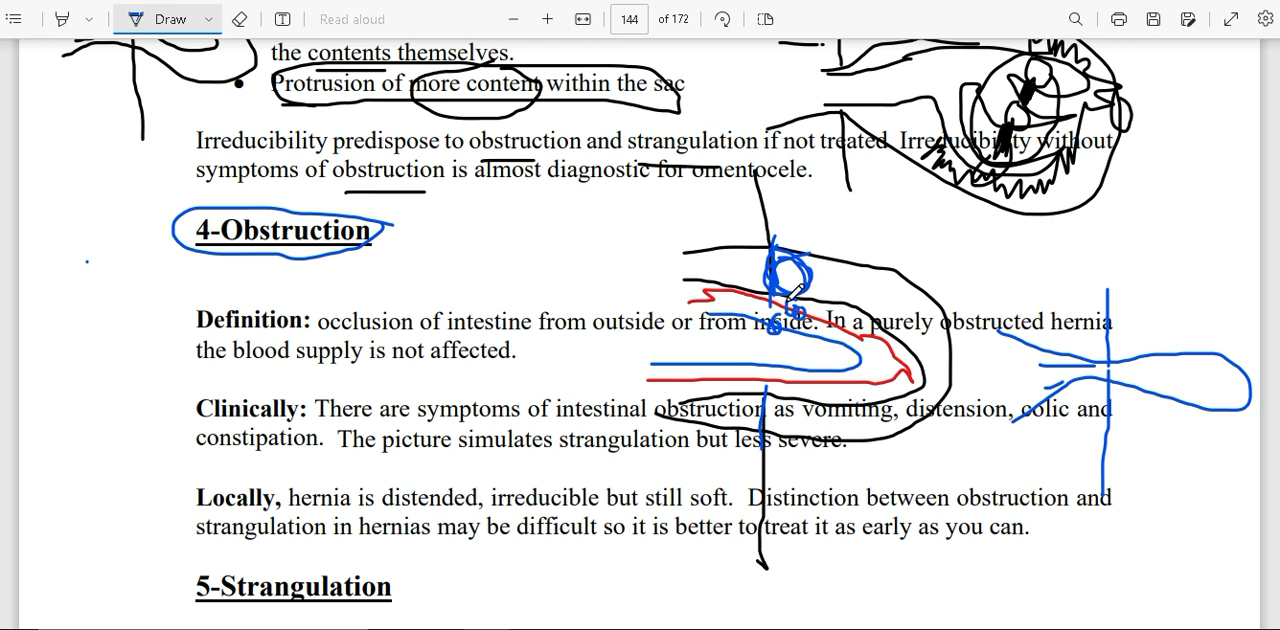 Draw
Read aloud
144 of 172
the contents themselves.
• Protrusion of more content within the sac
Irreducibility predispose to obstruction and strangulation if not treated. Irreducibility without
symptoms of obstruction is almost diagnostic for omentocele.
4-Obstruction
Definition: occlusion of intestine from outside or from inside. In a purely obstructed hernia
the blood supply is not affected.
Clinically: There are symptoms of intestinal obstruction as vomiting, distension, colic and
constipation. The picture simulates strangulation but less severe.
Locally, hernia is distended, irreducible but still soft. Distinction between obstruction and
strangulation in hernias may be difficult so it is better to treat it as early as you can.
5-Strangulation